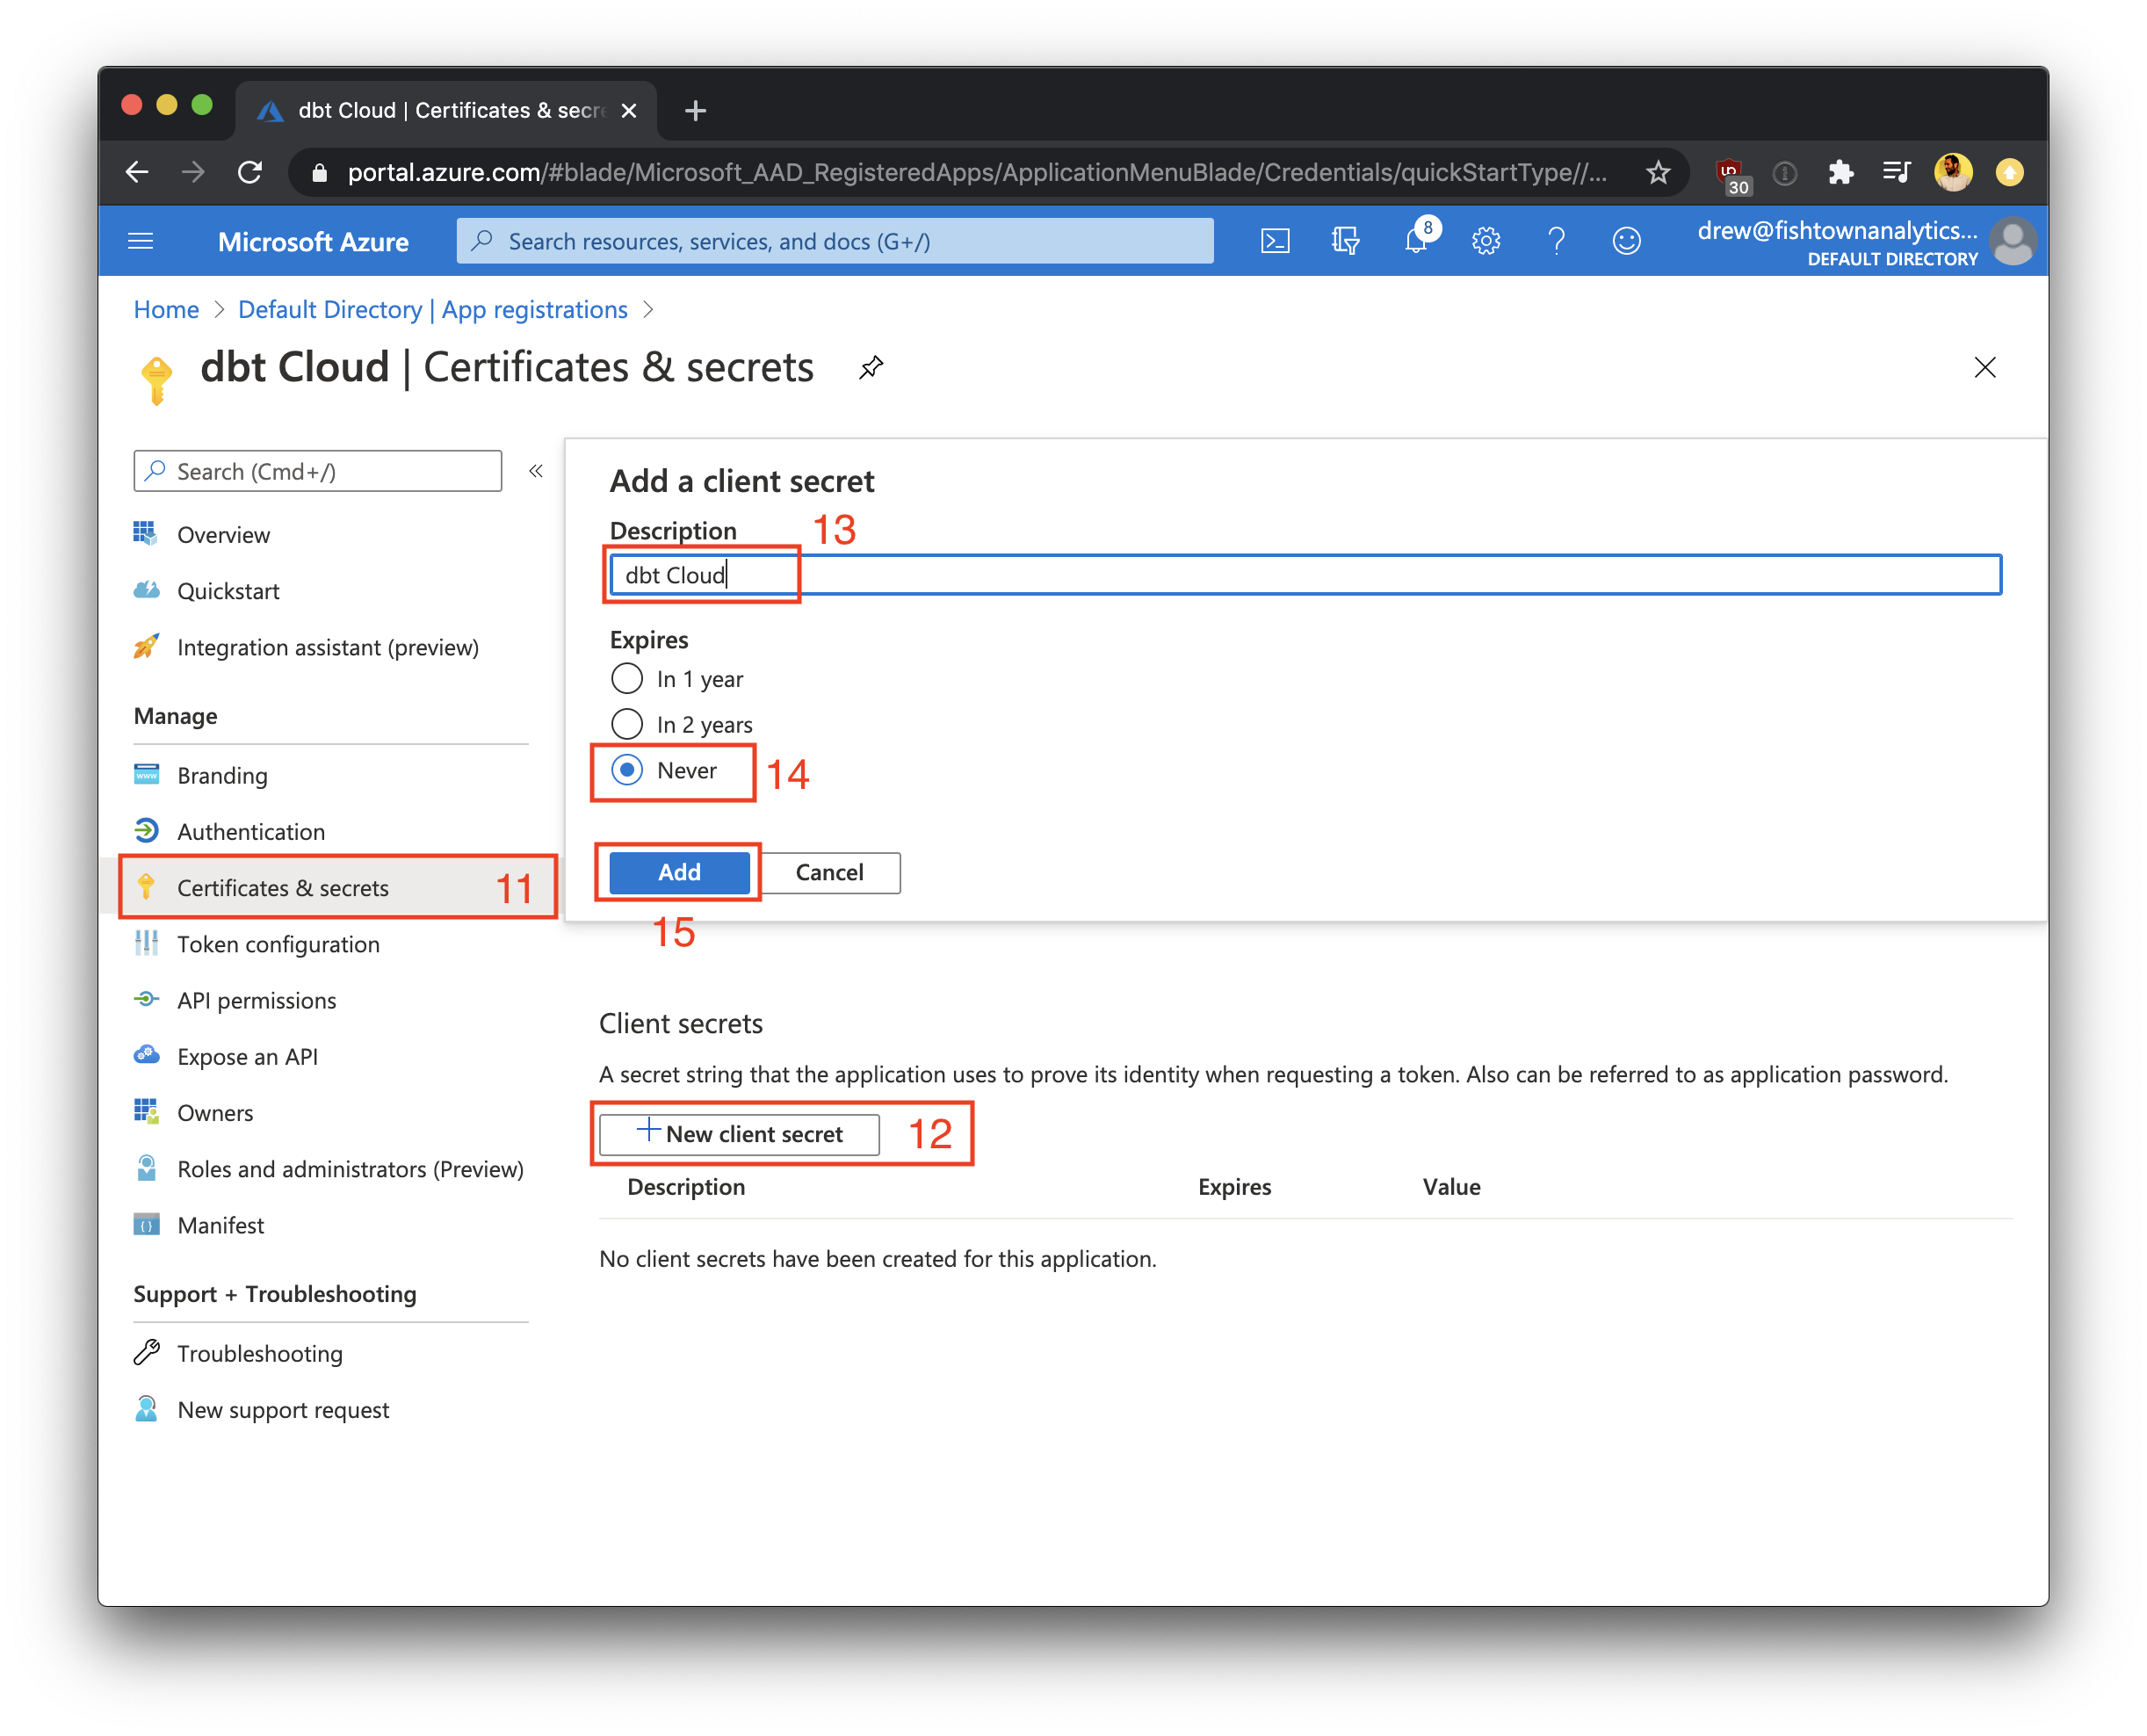 dbt Cloud | Certificates & secre
portal.azure.com/#blade/Microsoft_AAD_RegisteredApps/ApplicationMenuBlade/Credentials/quickStartType//...
30
Microsoft Azure
Search resources, services, and docs (G+/)
8
drew@fishtownanalytics...
DEFAULT DIRECTORY
Home > Default Directory | App registrations >
dbt Cloud | Certificates & secrets
Search (Cmd+/)
«
Overview
Quickstart
Integration assistant (preview)
Manage
Branding
Authentication
Certificates & secrets 11
Token configuration
API permissions
Expose an API
Owners
Roles and administrators (Preview)
Manifest
Support + Troubleshooting
Troubleshooting
New support request
Add a client secret
Description 13
dbt Cloud
Expires
In 1 year
In 2 years
Never 14
Add Cancel
15
Client secrets
A secret string that the application uses to prove its identity when requesting a token. Also can be referred to as application password.
+ New client secret 12
Description Expires Value
No client secrets have been created for this application.